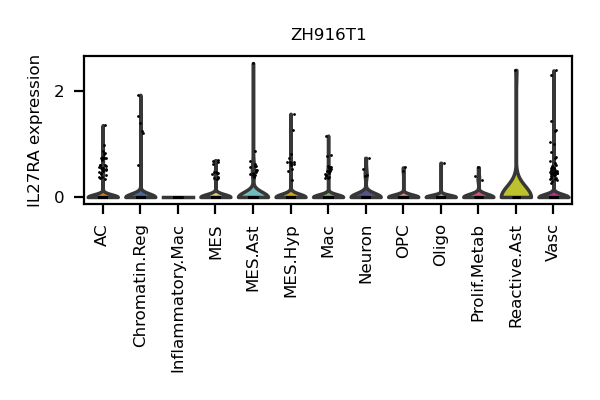 ZH916T1
IL27RA expression
2
0
AC
Chromatin.Reg
Inflammatory.Mac
MES
MES.Ast
MES.Hyp
Mac
Neuron
OPC
Oligo
Prolif.Metab
Reactive.Ast
Vasc